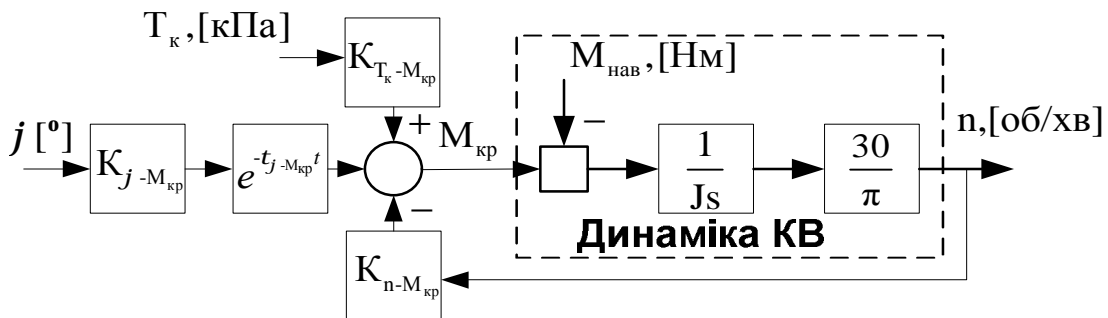 Tк,[кПа]
KTк-Mкр
Mнав,[Нм]
j [°]
Kj-Mкр
e-tj-Mкрt
+
Mкр
−
1
Js
30
π
n,[об/хв]
−
Динаміка КВ
Kn-Mкр